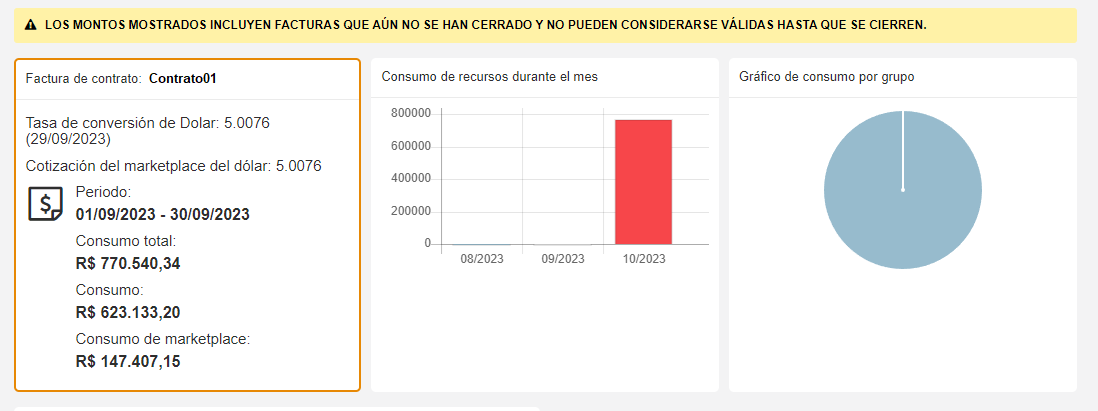 LOS MONTOS MOSTRADOS INCLUYEN FACTURAS QUE AÚN NO SE HAN CERRADO Y NO PUEDEN CONSIDERARSE VÁLIDAS HASTA QUE SE CIERREN.
Factura de contrato: Contrato01
Tasa de conversión de Dolar: 5.0076
(29/09/2023)
Cotización del marketplace del dólar: 5.0076
Periodo:
01/09/2023 - 30/09/2023
Consumo total:
R$ 770.540,34
Consumo:
R$ 623.133,20
Consumo de marketplace:
R$ 147.407,15
Consumo de recursos durante el mes
800000
600000
400000
200000
0
08/2023 09/2023 10/2023
Gráfico de consumo por grupo